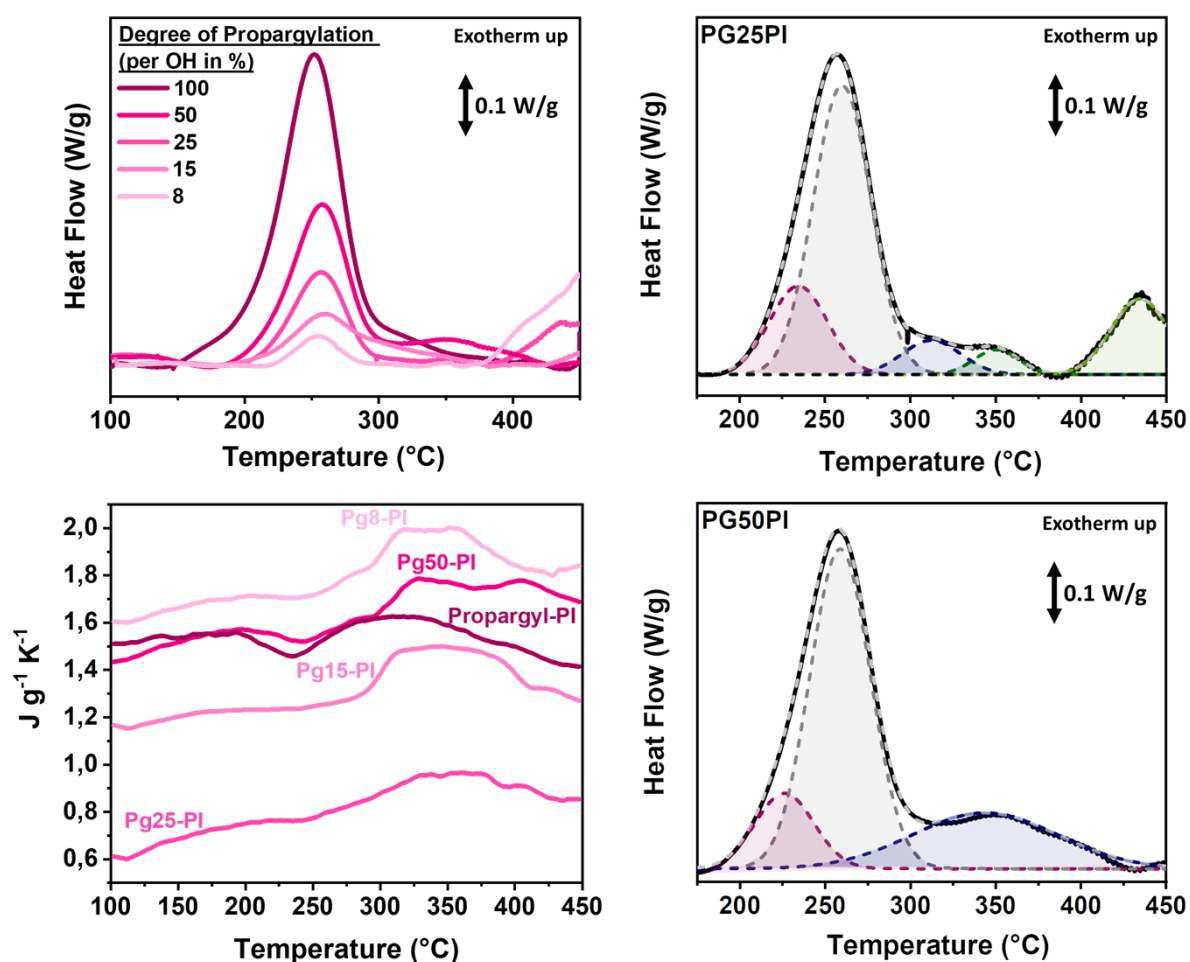 Degree of Propargylation
(per OH in %)
100
50
25
15
8
Exotherm up
0.1 W/g
Heat Flow (W/g)
100
200
300
400
Temperature (°C)
PG25PI
Exotherm up
0.1 W/g
Heat Flow (W/g)
200
250
300
350
400
450
Temperature (°C)
2,0
1,8
1,6
1,4
1,2
1,0
0,8
0,6
J g⁻¹ K⁻¹
Pg8-PI
Pg50-PI
Propargyl-PI
Pg15-PI
Pg25-PI
100
150
200
250
300
350
400
450
Temperature (°C)
PG50PI
Exotherm up
0.1 W/g
Heat Flow (W/g)
200
250
300
350
400
450
Temperature (°C)